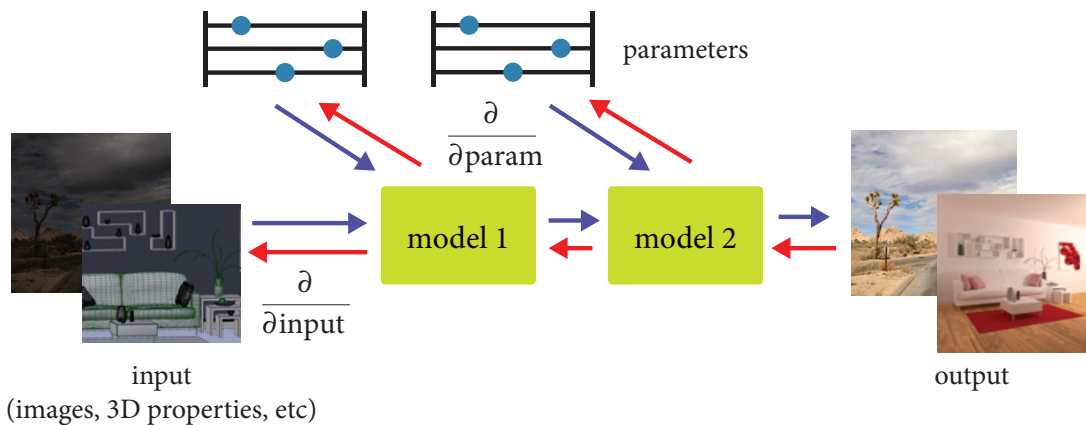 parameters
∂
∂param
model 1
model 2
∂
∂input
input
(images, 3D properties, etc)
output